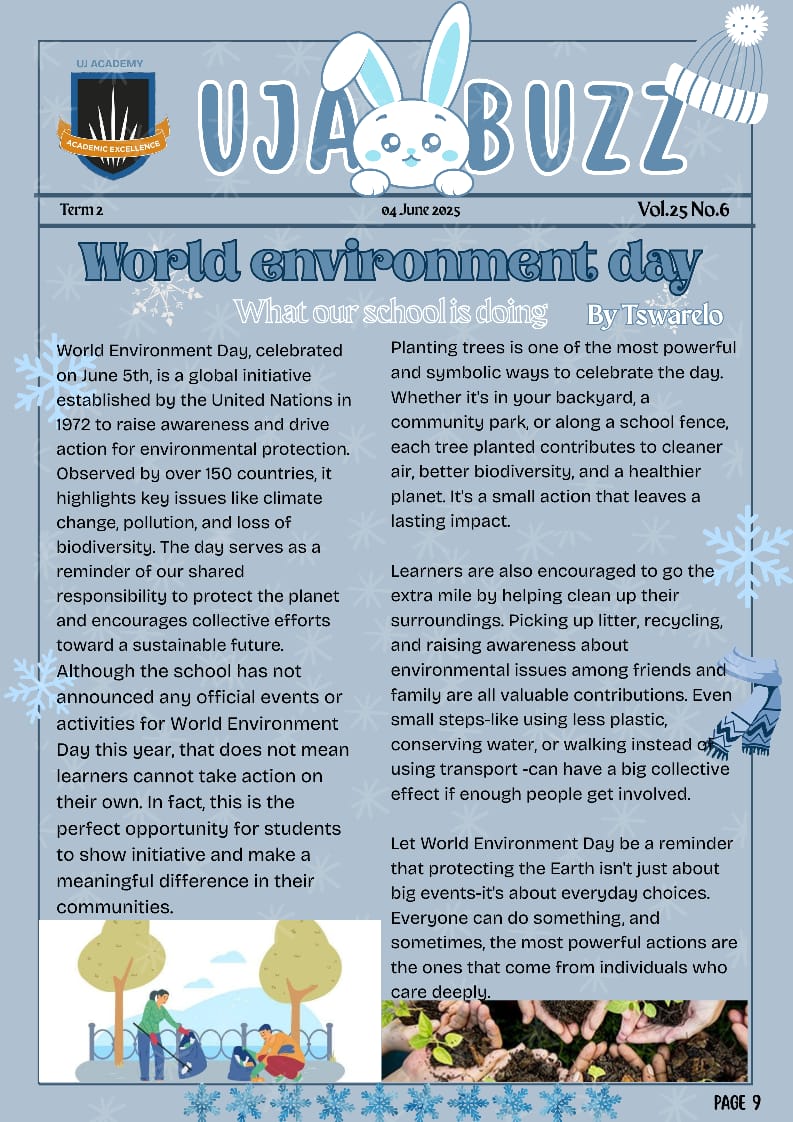 UJ ACADEMY
ACADEMIC EXCELLENCE
UJA BUZZ
Term 2
04 June 2025
Vol.25 No.6
World environment day
What our school is doing
By Tswarelo
World Environment Day, celebrated
on June 5th, is a global initiative
established by the United Nations in
1972 to raise awareness and drive
action for environmental protection.
Observed by over 150 countries, it
highlights key issues like climate
change, pollution, and loss of
biodiversity. The day serves as a
reminder of our shared
responsibility to protect the planet
and encourages collective efforts
toward a sustainable future.
Although the school has not
announced any official events or
activities for World Environment
Day this year, that does not mean
learners cannot take action on
their own. In fact, this is the
perfect opportunity for students
to show initiative and make a
meaningful difference in their
communities.
Planting trees is one of the most powerful
and symbolic ways to celebrate the day.
Whether it's in your backyard, a
community park, or along a school fence,
each tree planted contributes to cleaner
air, better biodiversity, and a healthier
planet. It's a small action that leaves a
lasting impact.
Learners are also encouraged to go the
extra mile by helping clean up their
surroundings. Picking up litter, recycling,
and raising awareness about
environmental issues among friends and
family are all valuable contributions. Even
small steps-like using less plastic,
conserving water, or walking instead of
using transport -can have a big collective
effect if enough people get involved.
Let World Environment Day be a reminder
that protecting the Earth isn't just about
big events-it's about everyday choices.
Everyone can do something, and
sometimes, the most powerful actions are
the ones that come from individuals who
care deeply.
PAGE 9